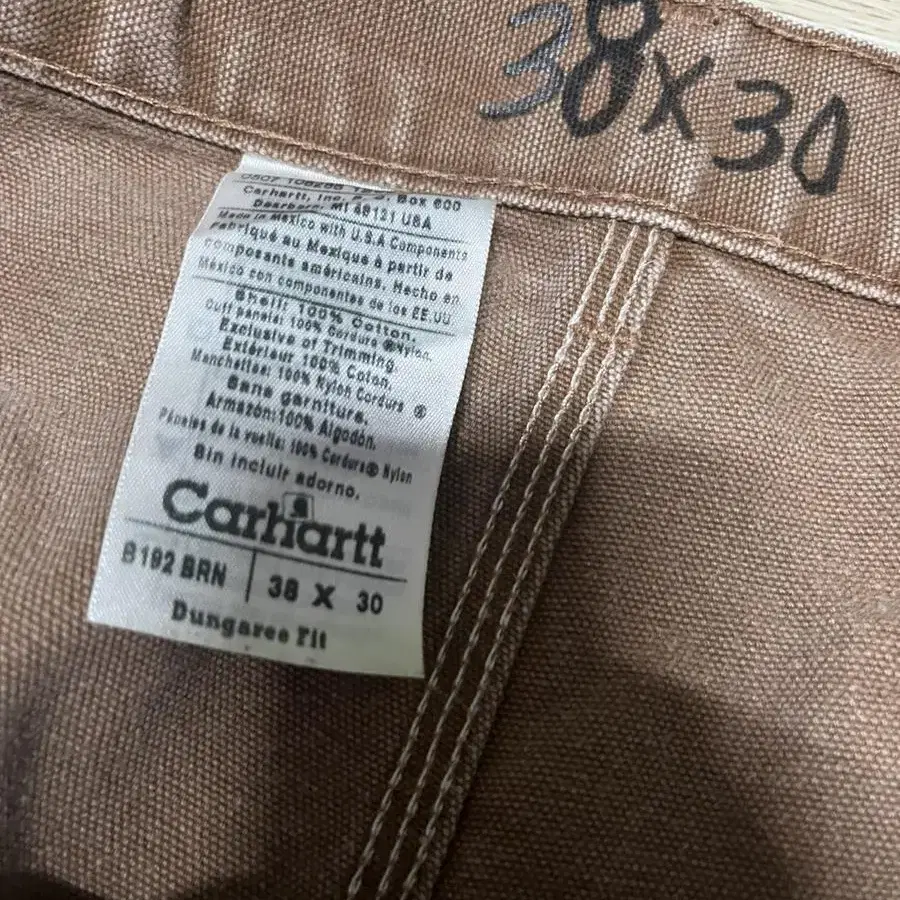 38 x 30
Box 600
Carhartt, Inc. P.O.
Dearborn, MI 48121 USA
Made in Mexico with U.S.A Components
Fabriqué au Mexique à partir de
composants américains. Hecho en
México con componentes de los EE.UU
Shell: 100% Cotton.
Cuff panels: 100% Cordura ®Nylon.
Exclusive of Trimming
Extérieur 100% Coton.
Manchettes: 100% Nylon Cordura ®
Sans garniture.
Armazón:100% Algodón.
Páneles de la vuelta: 100% Cordura® Nylon
Sin incluir adorno.
Carhartt
B192 BRN 38 X 30
Dungaree Fit